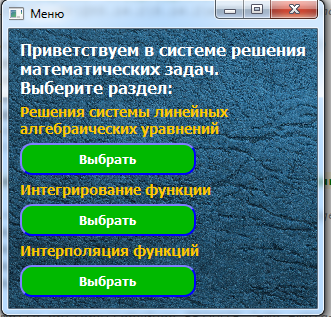 Меню
Приветствуем в системе решения
математических задач.
Выберите раздел:
Решения системы линейных
алгебраических уравнений
Выбрать
Интегрирование функции
Выбрать
Интерполяция функций
Выбрать